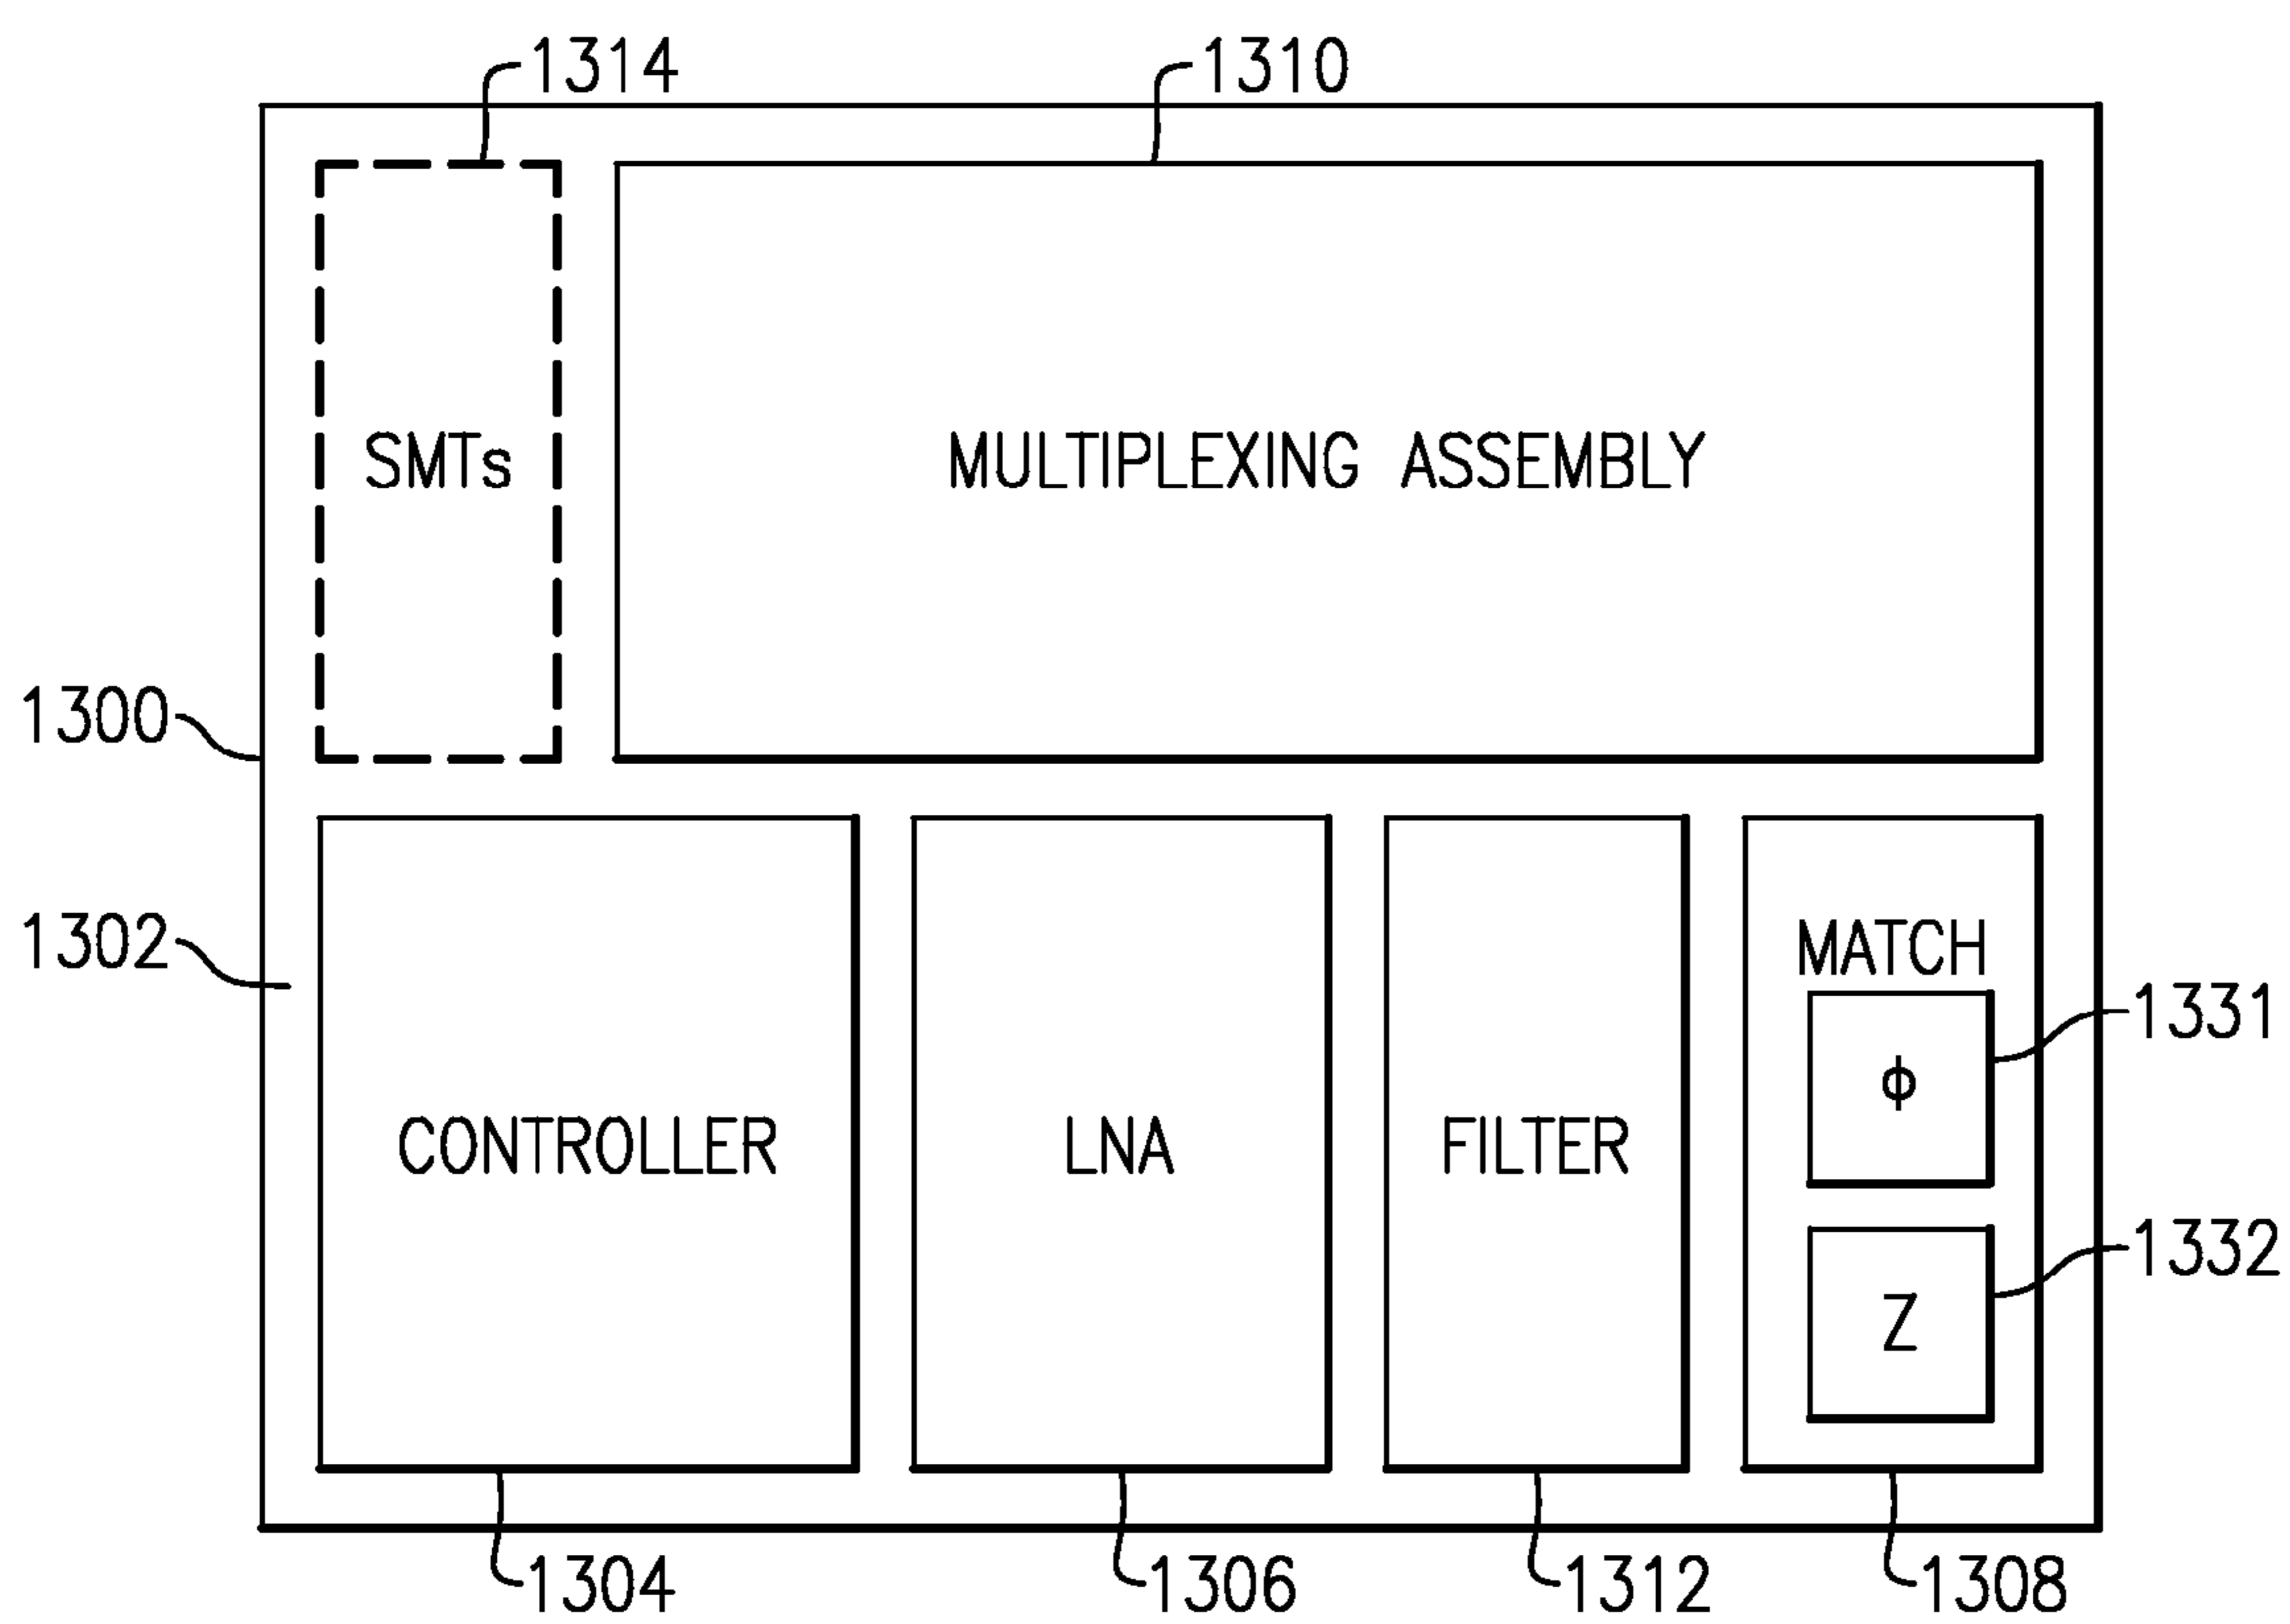 1314
1310
SMTs
MULTIPLEXING ASSEMBLY
1300
1302
MATCH
1331
ϕ
CONTROLLER
LNA
FILTER
1332
Z
1304
1306
1312
1308